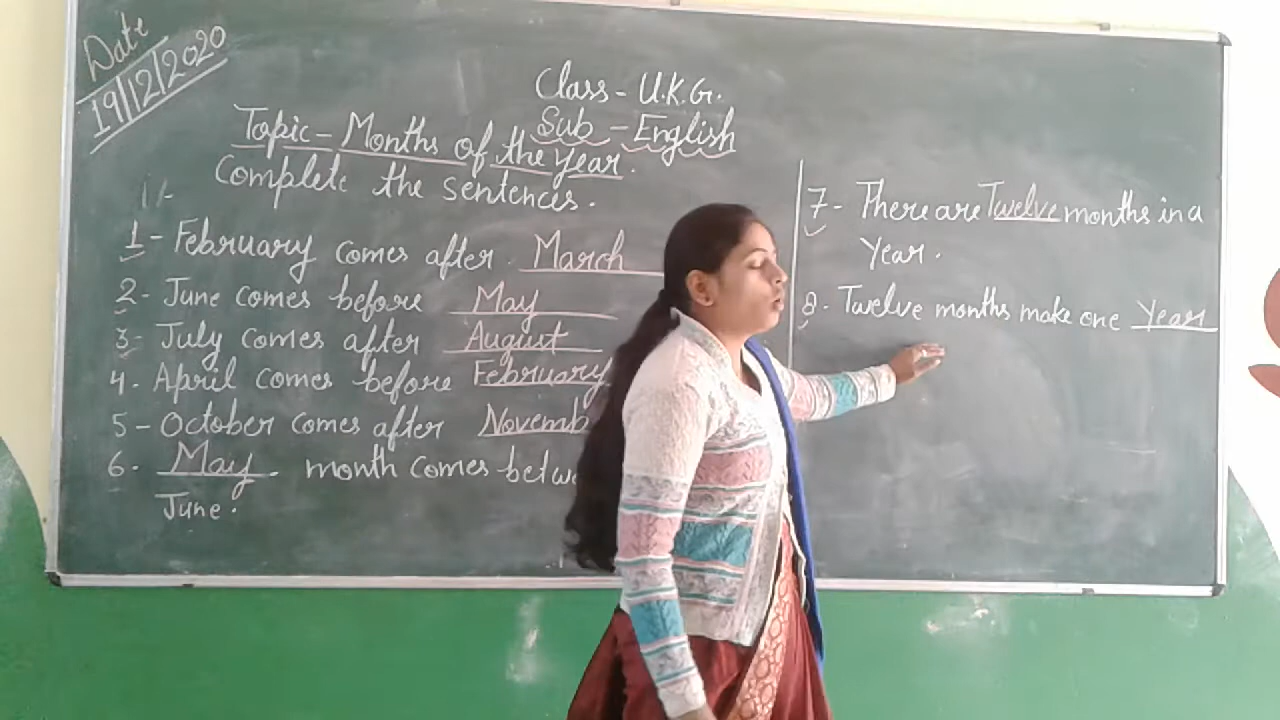 Date
19/12/2020
Class - U.K.G.
Sub - English
Topic - Months of the year.
Complete the sentences.
1 - February comes after March
2 - June comes before May
3 - July comes after August
4 - April comes before February
5 - October comes after
6 - May month comes
June.
7 - There are Twelve months in a
Year.
8 - Twelve months make one Year